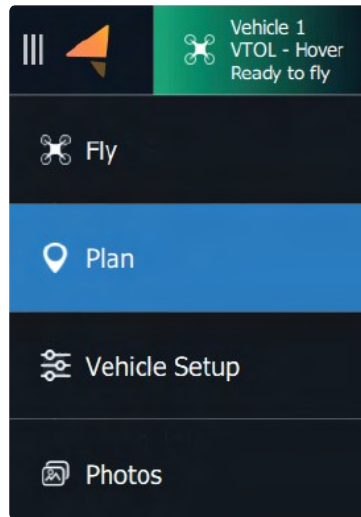 Vehicle 1
VTOL - Hover
Ready to fly
Fly
Plan
Vehicle Setup
Photos